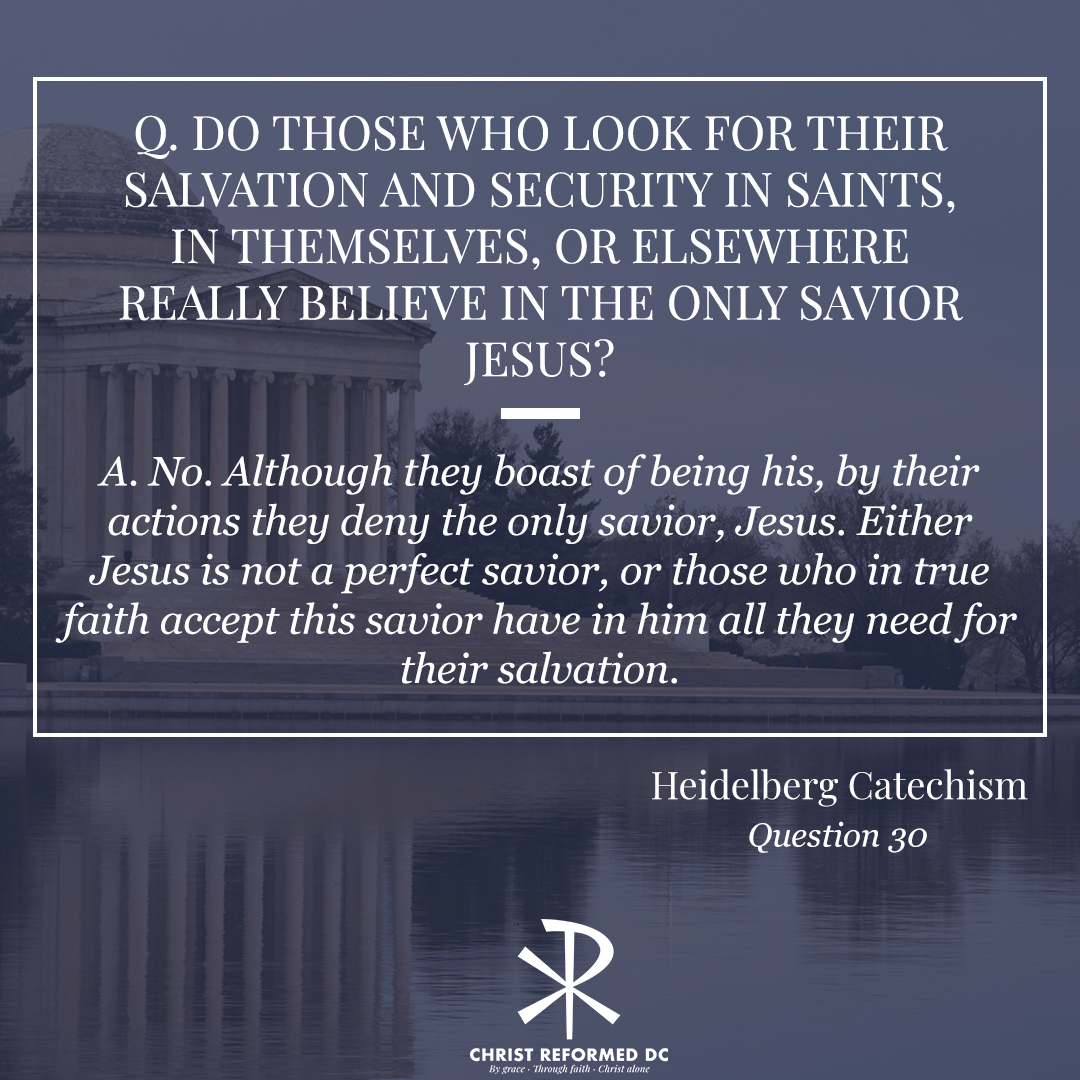 Q. DO THOSE WHO LOOK FOR THEIR
SALVATION AND SECURITY IN SAINTS,
IN THEMSELVES, OR ELSEWHERE
REALLY BELIEVE IN THE ONLY SAVIOR
JESUS?
A. No. Although they boast of being his, by their
actions they deny the only savior, Jesus. Either
Jesus is not a perfect savior, or those who in true
faith accept this savior have in him all they need for
their salvation.
Heidelberg Catechism
Question 30
CHRIST REFORMED DC
By grace · Through faith · Christ alone